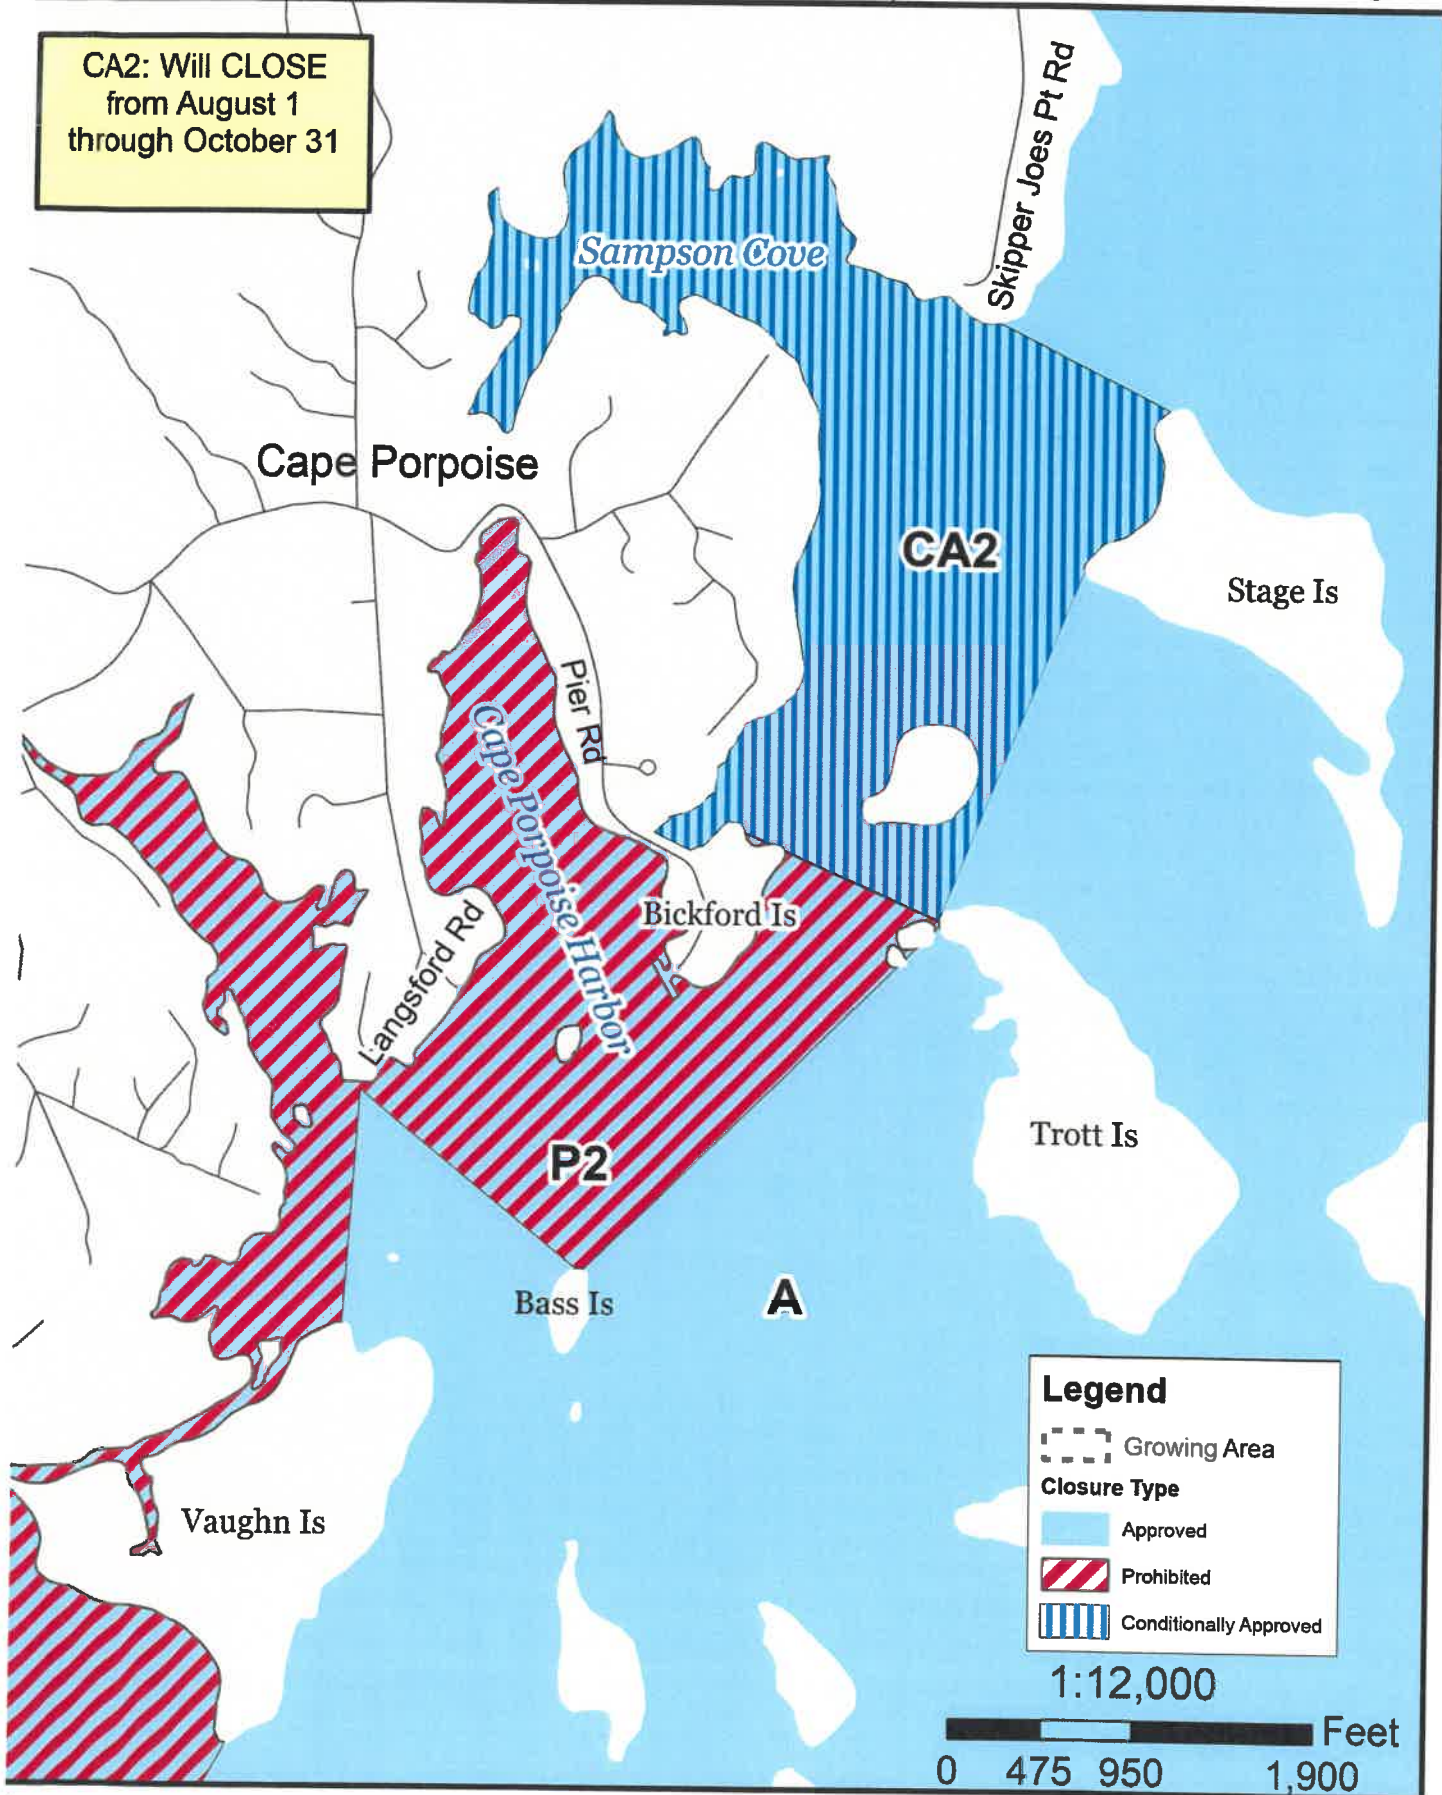 CA2: Will CLOSE
from August 1
through October 31
Skipper Joes Pt Rd
Sampson Cove
Cape Porpoise
CA2
Stage Is
Pier Rd
Cape Porpoise Harbor
Bickford Is
Langsford Rd
Trott Is
P2
Bass Is
A
Vaughn Is
Legend
Growing Area
Closure Type
Approved
Prohibited
Conditionally Approved
1:12,000
Feet
0 475 950 1,900